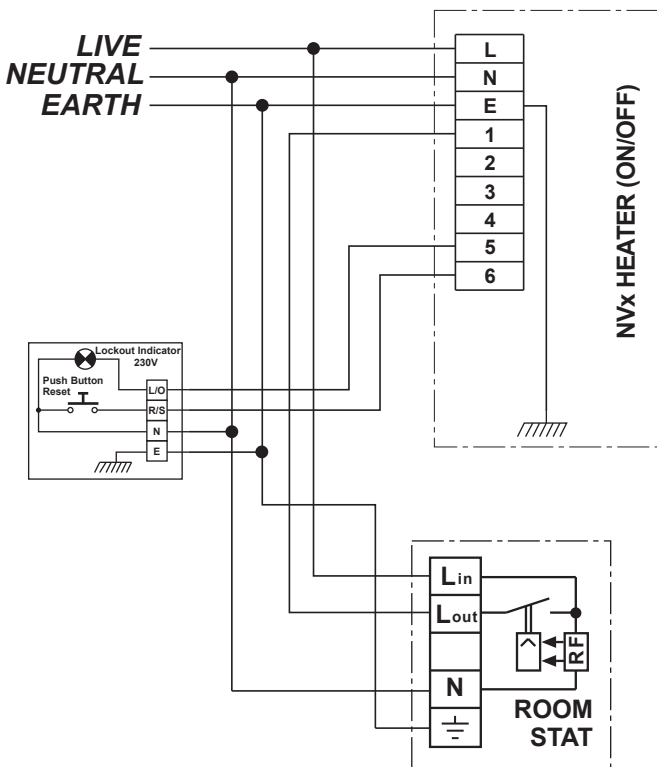 LIVE
NEUTRAL
EARTH
L
N
E
1
2
3
4
5
6
NVx HEATER (ON/OFF)
Lockout Indicator
230V
Push Button
Reset
L/O
R/S
N
E
Lin
Lout
N
RF
ROOM
STAT